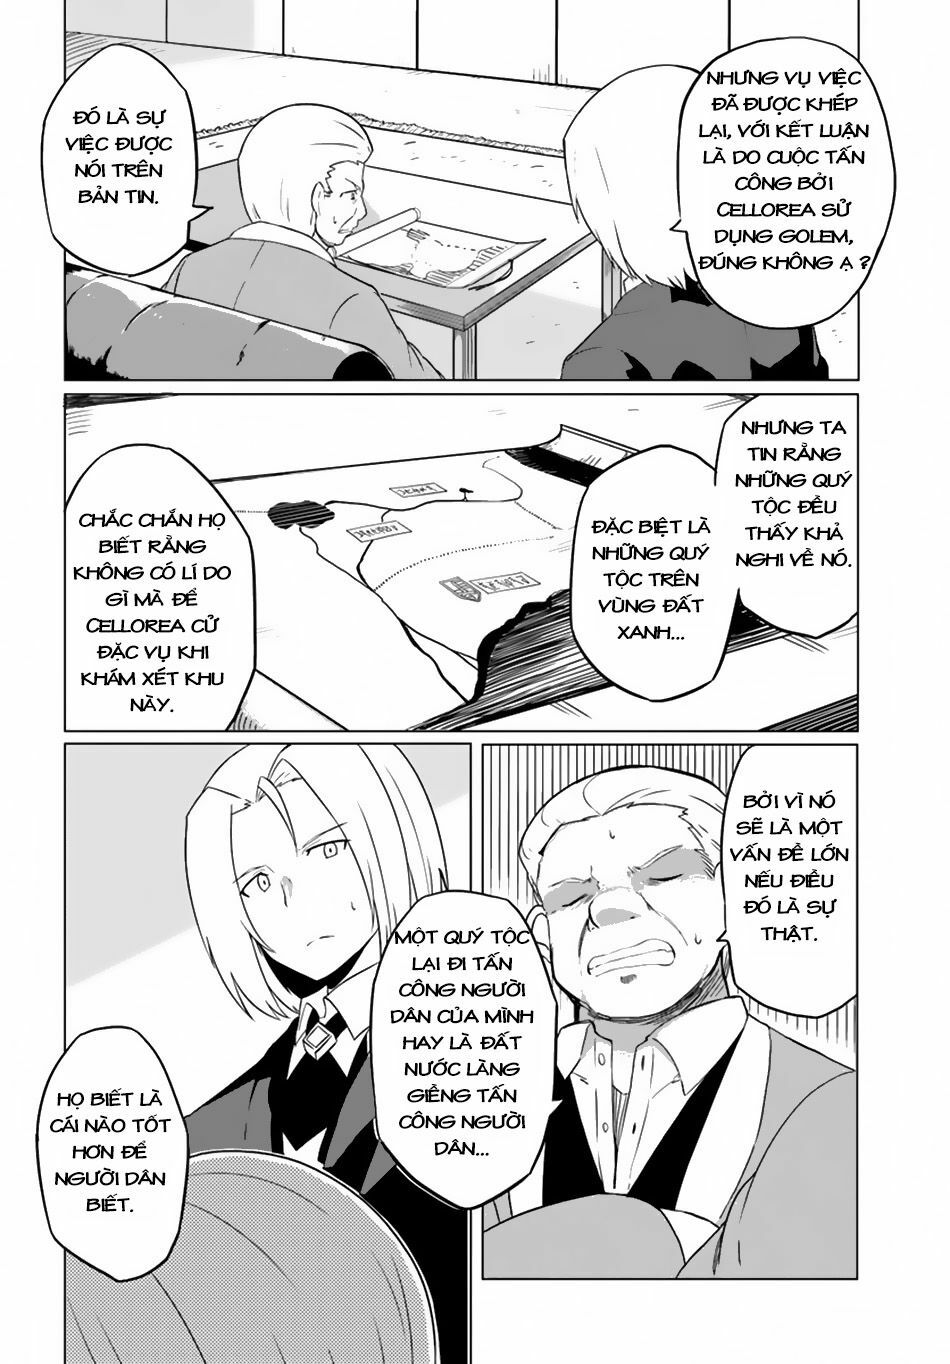 NHƯNG VỤ VIỆC
ĐÃ ĐƯỢC KHÉP
LẠI, VỚI KẾT LUẬN
LÀ DO CUỘC TẤN
CÔNG BỞI
CELLOREA SỬ
DỤNG GOLEM,
ĐÚNG KHÔNG Ạ ?
ĐÓ LÀ SỰ
VIỆC ĐƯỢC
NÓI TRÊN
BẢN TIN.
NHƯNG TA
TIN RẰNG
NHỮNG QUÝ
TỘC ĐỀU
THẤY KHẢ
NGHI VỀ NÓ.
ĐẶC BIỆT LÀ
NHỮNG QUÝ
TỘC TRÊN
VÙNG ĐẤT
XANH...
CHẮC CHẮN HỌ
BIẾT RẰNG
KHÔNG CÓ LÍ DO
GÌ MÀ ĐỂ
CELLOREA CỬ
ĐẶC VỤ KHI
KHÁM XÉT KHU
NÀY.
BỞI VÌ NÓ
SẼ LÀ MỘT
VẤN ĐỀ LỚN
NẾU ĐIỀU
ĐÓ LÀ SỰ
THẬT.
MỘT QUÝ TỘC
LẠI ĐI TẤN
CÔNG NGƯỜI
DÂN CỦA MÌNH
HAY LÀ ĐẤT
NƯỚC LÀNG
GIỀNG TẤN
CÔNG NGƯỜI
DÂN...
HỌ BIẾT LÀ
CÁI NÀO TỐT
HƠN ĐỂ
NGƯỜI DÂN
BIẾT.